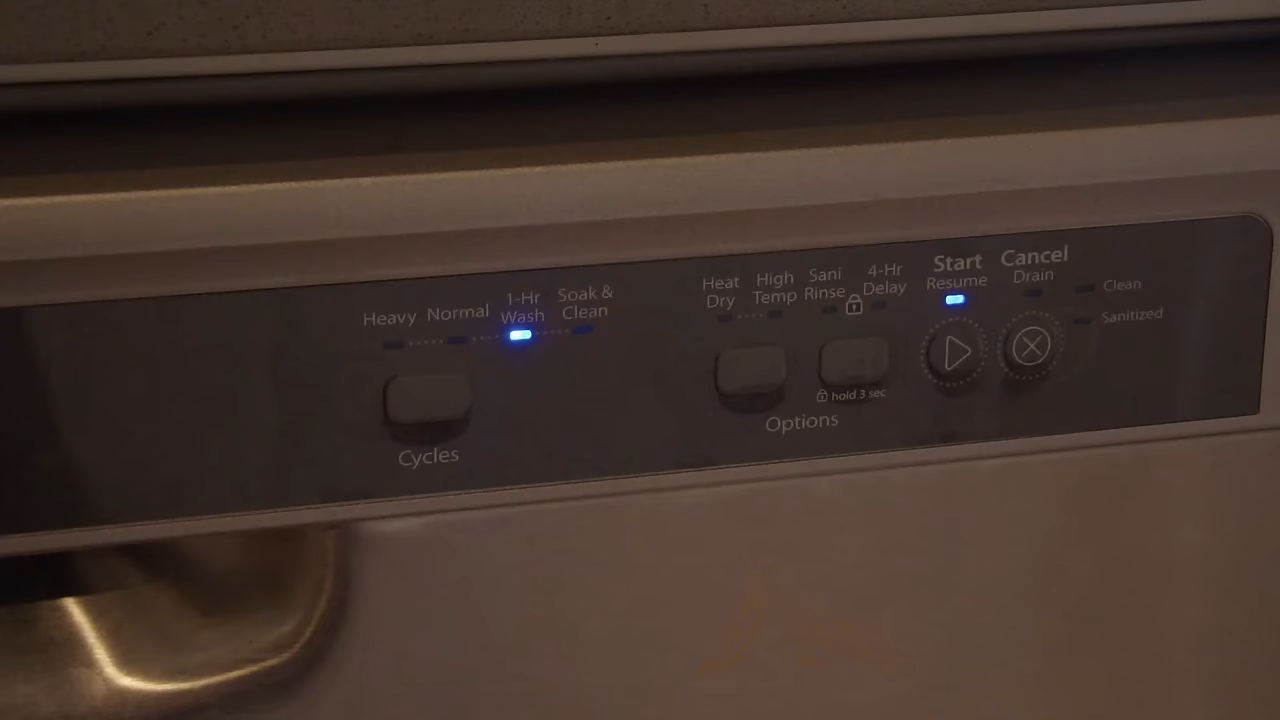 Heavy
Normal
1-Hr
Wash
Soak &
Clean
Cycles
Heat
Dry
High
Temp
Sani
Rinse
4-Hr
Delay
hold 3 sec
Options
Start
Resume
Cancel
Drain
Clean
Sanitized